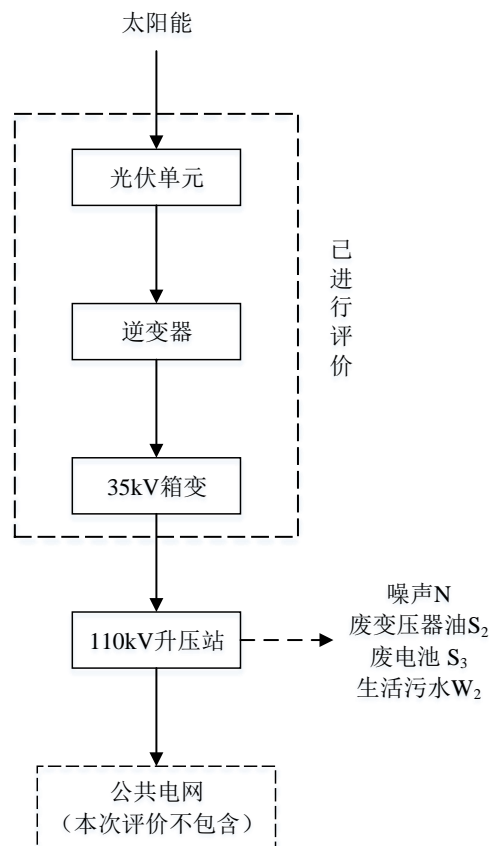 太阳能
光伏单元
已进行评价
逆变器
35kV箱变
110kV升压站
噪声N
废变压器油S₂
废电池 S₃
生活污水W₂
公共电网
（本次评价不包含）